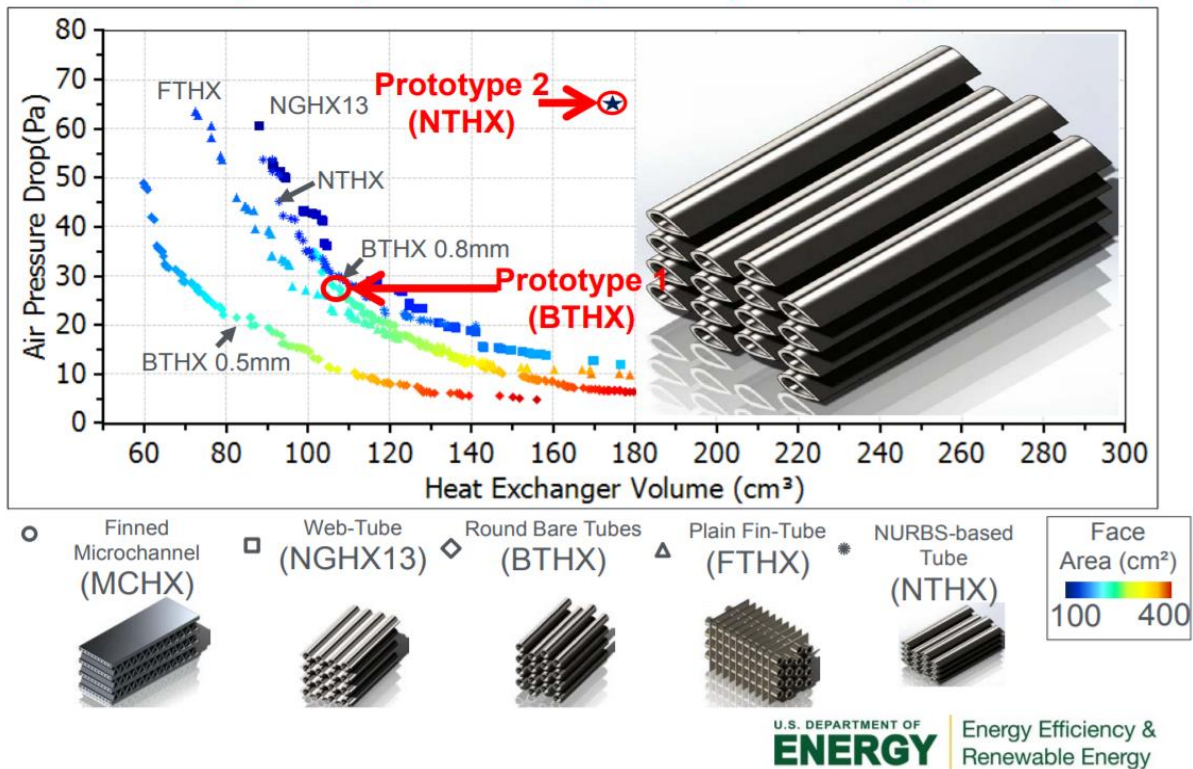 80
70
60
50
40
30
20
10
0
Air Pressure Drop(Pa)
FTHX
NGHX13
Prototype 2
(NTHX)
NTHX
BTHX 0.8mm
Prototype 1
(BTHX)
BTHX 0.5mm
40 60 80 100 120 140 160 180 200 220 240 260 280 300
Heat Exchanger Volume (cm³)
Finned
Microchannel
(MCHX)
Web-Tube
(NGHX13)
Round Bare Tubes
(BTHX)
Plain Fin-Tube
(FTHX)
NURBS-based
Tube
(NTHX)
Face
Area (cm²)
100 400
U.S. DEPARTMENT OF
ENERGY
Energy Efficiency &
Renewable Energy